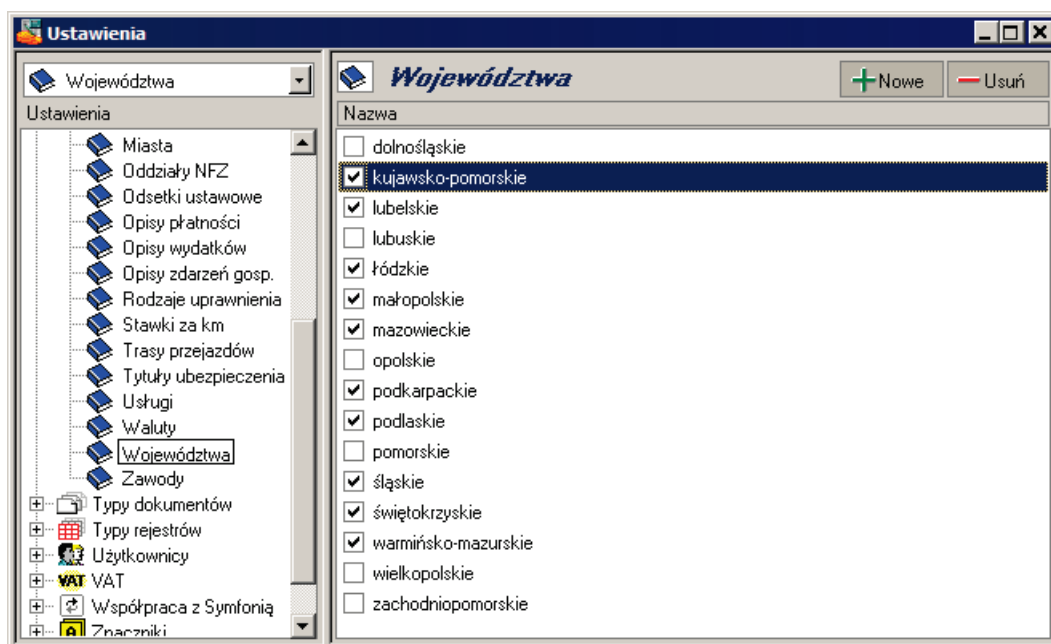 Ustawienia
Województwa
Ustawienia
Miasta
Oddziały NFZ
Odsetki ustawowe
Opisy płatności
Opisy wydatków
Opisy zdarzeń gosp.
Rodzaje uprawnienia
Stawki za km
Trasy przejazdów
Tytuły ubezpieczenia
Usługi
Waluty
Województwa
Zawody
Typy dokumentów
Typy rejestrów
Użytkownicy
VAT VAT
Współpraca z Symfonią
A Znaczniki
Województwa
Nowe
Usuń
Nazwa
dolnośląskie
kujawsko-pomorskie
lubelskie
lubuskie
łódzkie
małopolskie
mazowieckie
opolskie
podkarpackie
podlaskie
pomorskie
śląskie
świętokrzyskie
warmińsko-mazurskie
wielkopolskie
zachodniopomorskie